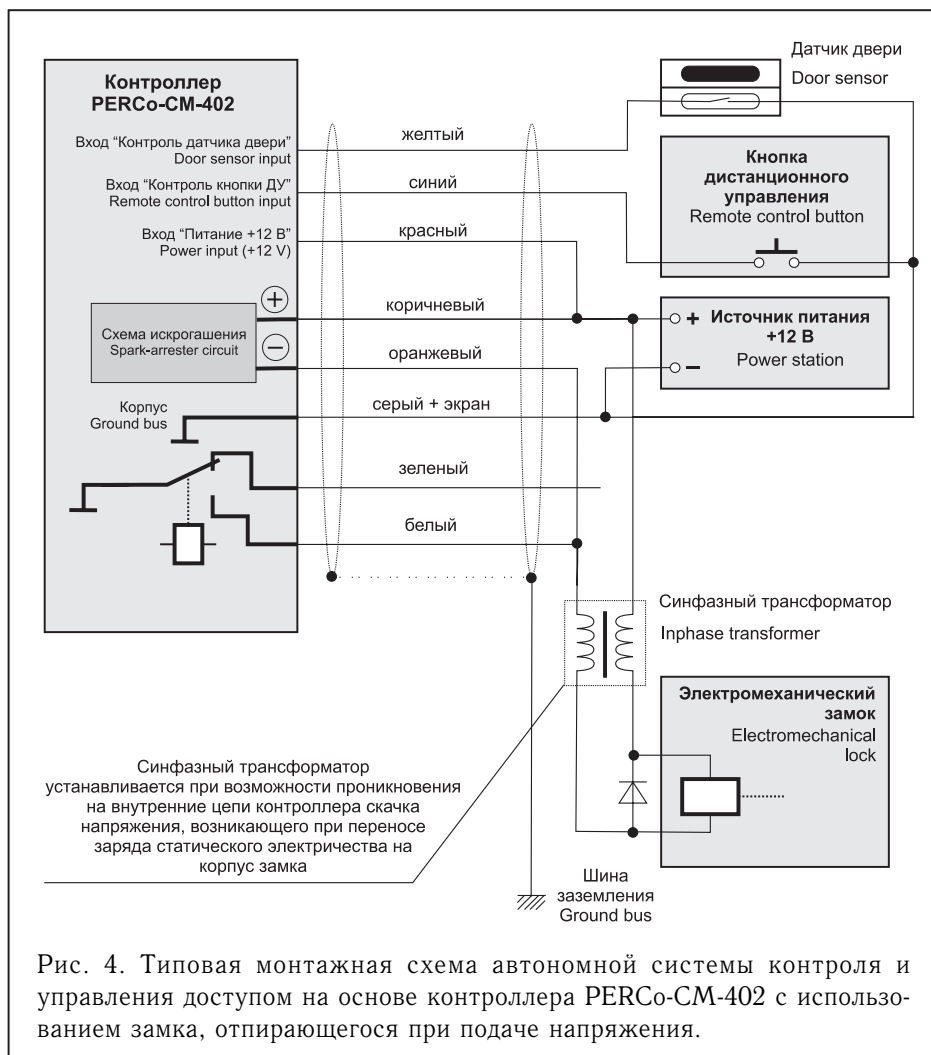 Контроллер
PERCo-CM-402
Вход “Контроль датчика двери”
Door sensor input
Вход “Контроль кнопки ДУ”
Remote control button input
Вход “Питание +12 В”
Power input (+12 V)
+
Схема искрогашения
Spark-arrester circuit
−
Корпус
Ground bus
желтый
синий
красный
коричневый
оранжевый
серый + экран
зеленый
белый
Датчик двери
Door sensor
Кнопка
дистанционного
управления
Remote control button
+ Источник питания
+12 В
− Power station
Синфазный трансформатор
Inphase transformer
Электромеханический
замок
Electromechanical
lock
Синфазный трансформатор
устанавливается при возможности проникновения
на внутренние цепи контроллера скачка
напряжения, возникающего при переносе
заряда статического электричества на
корпус замка
Шина
заземления
Ground bus
Рис. 4. Типовая монтажная схема автономной системы контроля и
управления доступом на основе контроллера PERCo-CM-402 с использо-
ванием замка, отпирающегося при подаче напряжения.